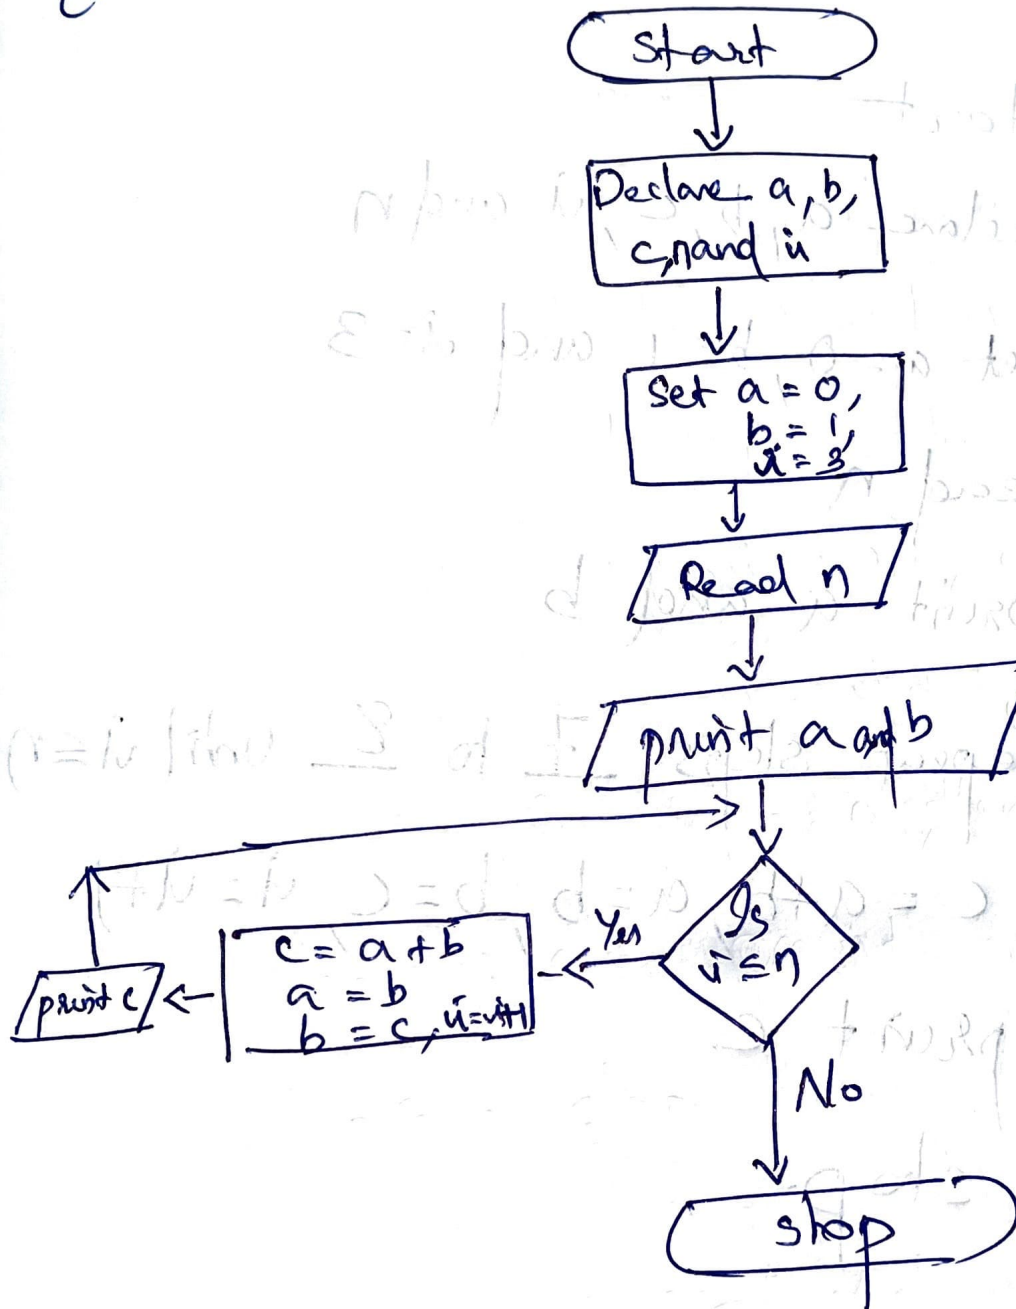 Start
Declare a, b,
c, n and i
Set a = 0,
b = 1,
i = 3
Read n
print a and b
Is
i ≤ n
Yes
c = a + b
a = b
b = c, i=i+1
print c
No
stop